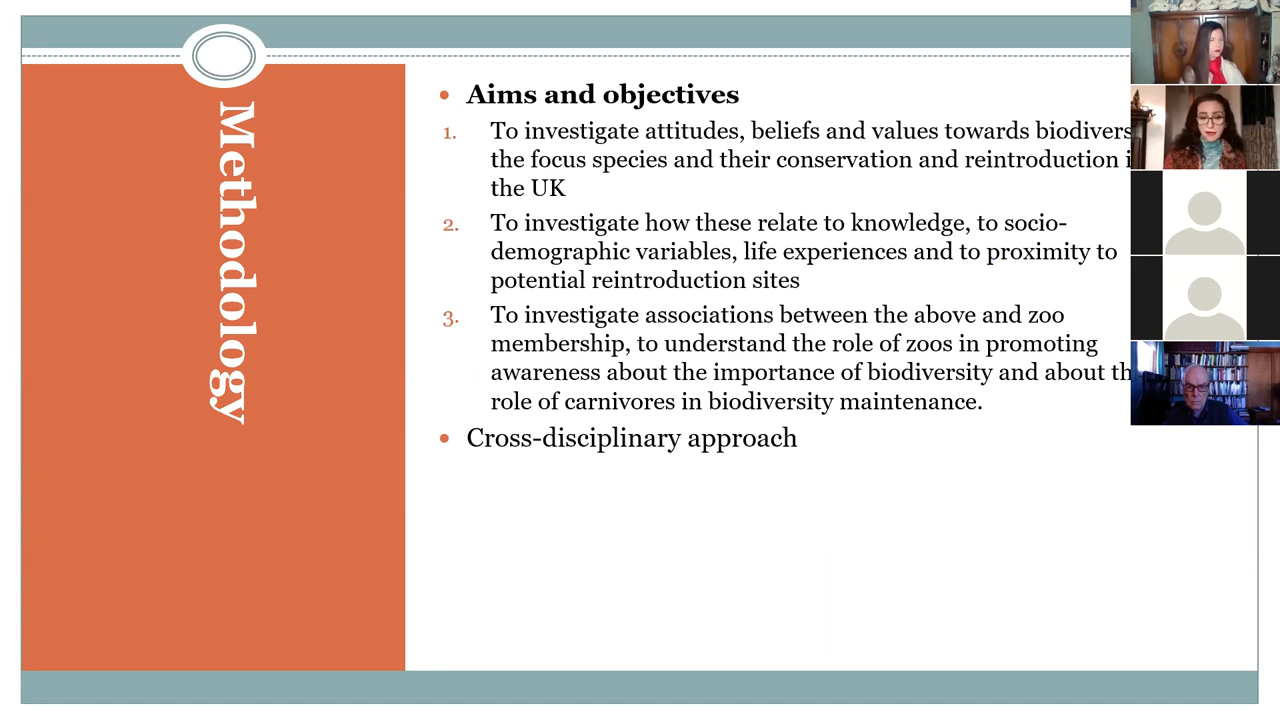 Methodology
Aims and objectives
1. To investigate attitudes, beliefs and values towards
the focus species and their conservation and reintroduction
the UK
2. To investigate how these relate to knowledge, to socio-
demographic variables, life experiences and to proximity to
potential reintroduction sites
3. To investigate associations between the above and zoo
membership, to understand the role of zoos in promoting
awareness about the importance of biodiversity and about
role of carnivores in biodiversity maintenance.
Cross-disciplinary approach